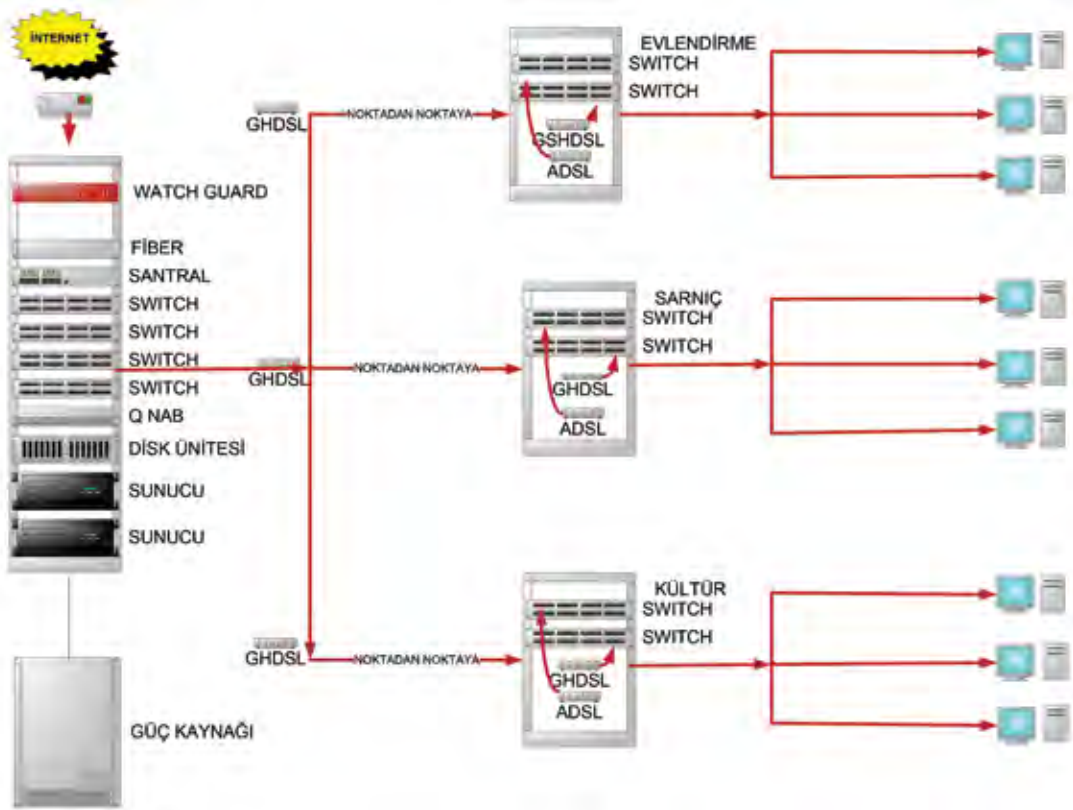 İNTERNET
WATCH GUARD
FİBER
SANTRAL
SWITCH
SWITCH
SWITCH
SWITCH
Q NAB
DİSK ÜNİTESİ
SUNUCU
SUNUCU
GÜÇ KAYNAĞI
GHDSL
NOKTADAN NOKTAYA
EVLENDİRME
SWITCH
SWITCH
GSHDSL
ADSL
GHDSL
NOKTADAN NOKTAYA
SARNIÇ
SWITCH
SWITCH
GHDSL
ADSL
GHDSL
NOKTADAN NOKTAYA
KÜLTÜR
SWITCH
SWITCH
GHDSL
ADSL